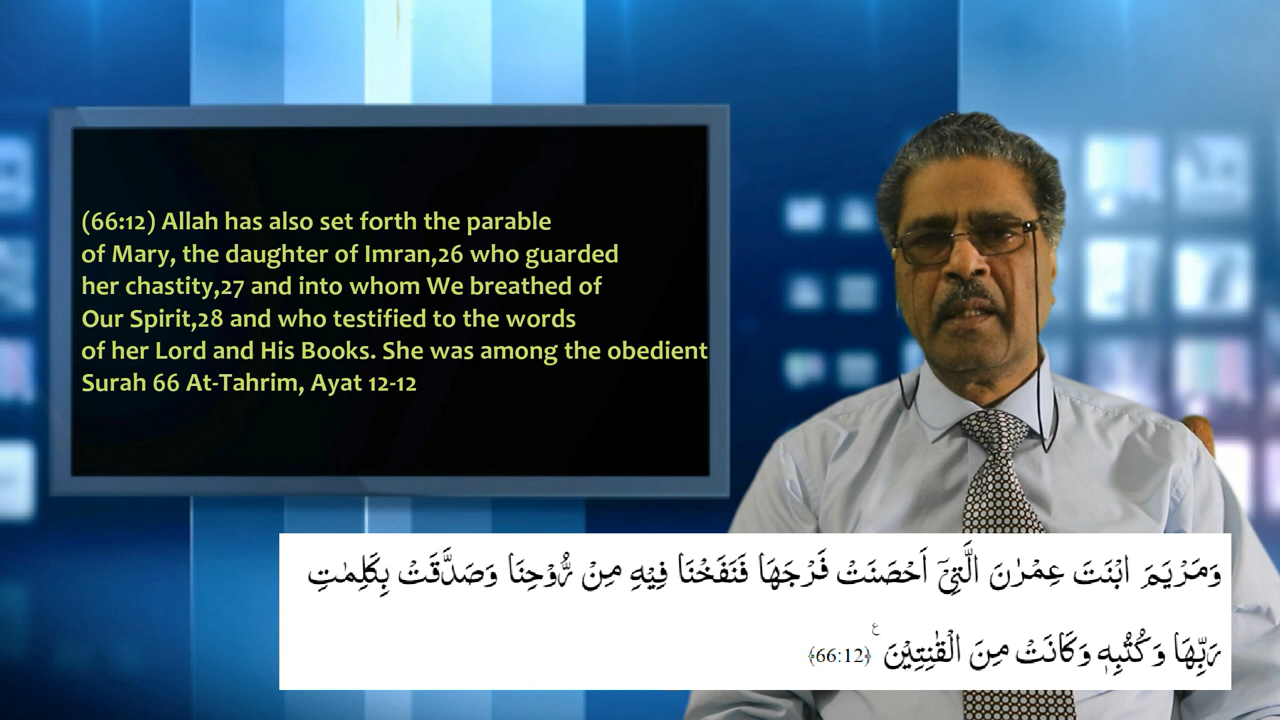 (66:12) Allah has also set forth the parable
of Mary, the daughter of Imran,26 who guarded
her chastity,27 and into whom We breathed of
Our Spirit,28 and who testified to the words
of her Lord and His Books. She was among the obedient
Surah 66 At-Tahrim, Ayat 12-12
وَمَرْيَمَ ابْنَتَ عِمْرٰنَ الَّتِىْۤ اَحْصَنَتْ فَرْجَهَا فَنَفَخْنَا فِيْهِ مِنْ رُّوْحِنَا وَصَدَّقَتْ بِكَلِمٰتِ
رَبِّهَا وَكُتُبِهٖ وَكَانَتْ مِنَ الْقٰنِتِيْنَ ع ﴿66:12﴾